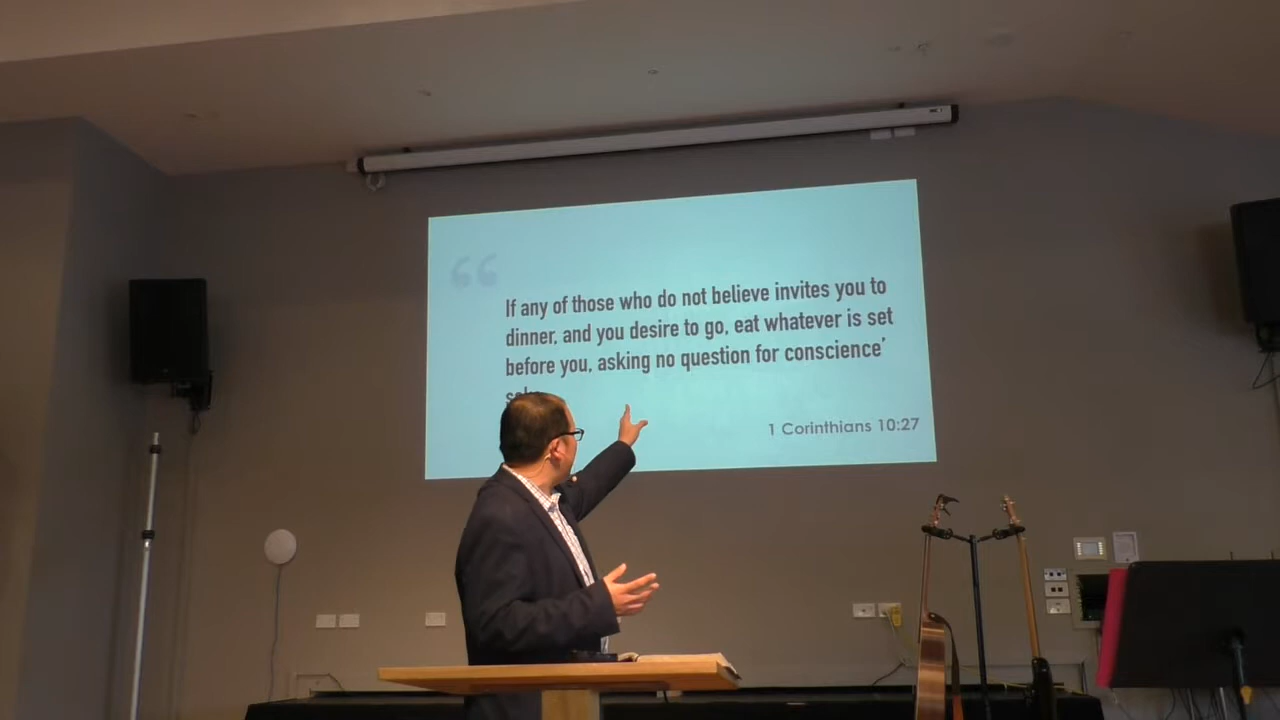 “
If any of those who do not believe invites you to
dinner, and you desire to go, eat whatever is set
before you, asking no question for conscience’
1 Corinthians 10:27